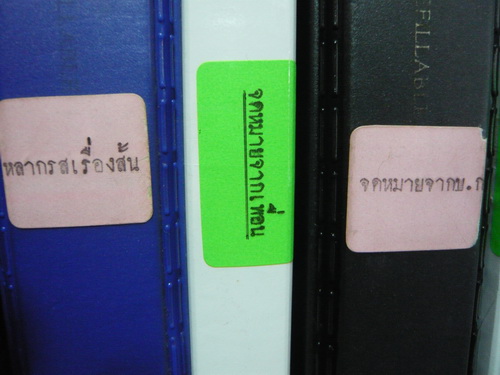 หลากรสเรื่องสั้น
จดหมายจากเพื่อน
จดหมายจากบ.ก